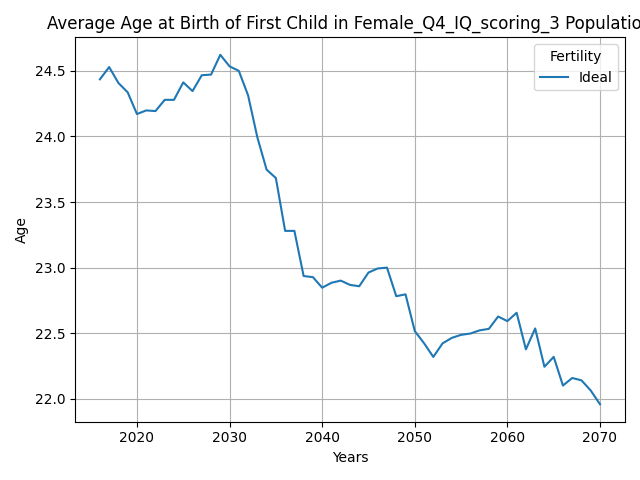 Average Age at Birth of First Child in Female_Q4_IQ_scoring_3 Populatio
Fertility
Ideal
24.5
24.0
23.5
23.0
22.5
22.0
Age
2020 2030 2040 2050 2060 2070
Years